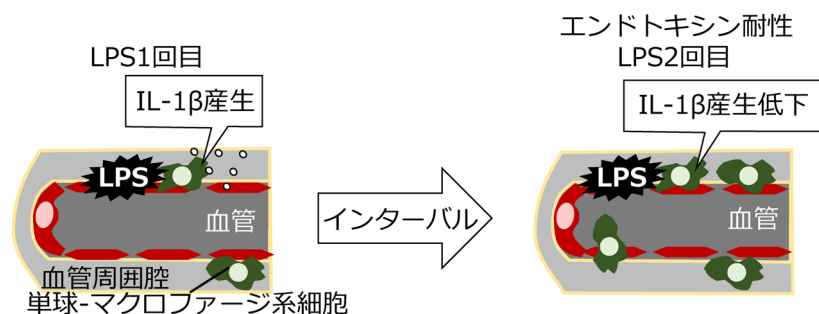 LPS1回目
IL-1β産生
LPS
血管
血管周囲腔
単球-マクロファージ系細胞
インターバル
エンドトキシン耐性
LPS2回目
IL-1β産生低下
LPS
血管